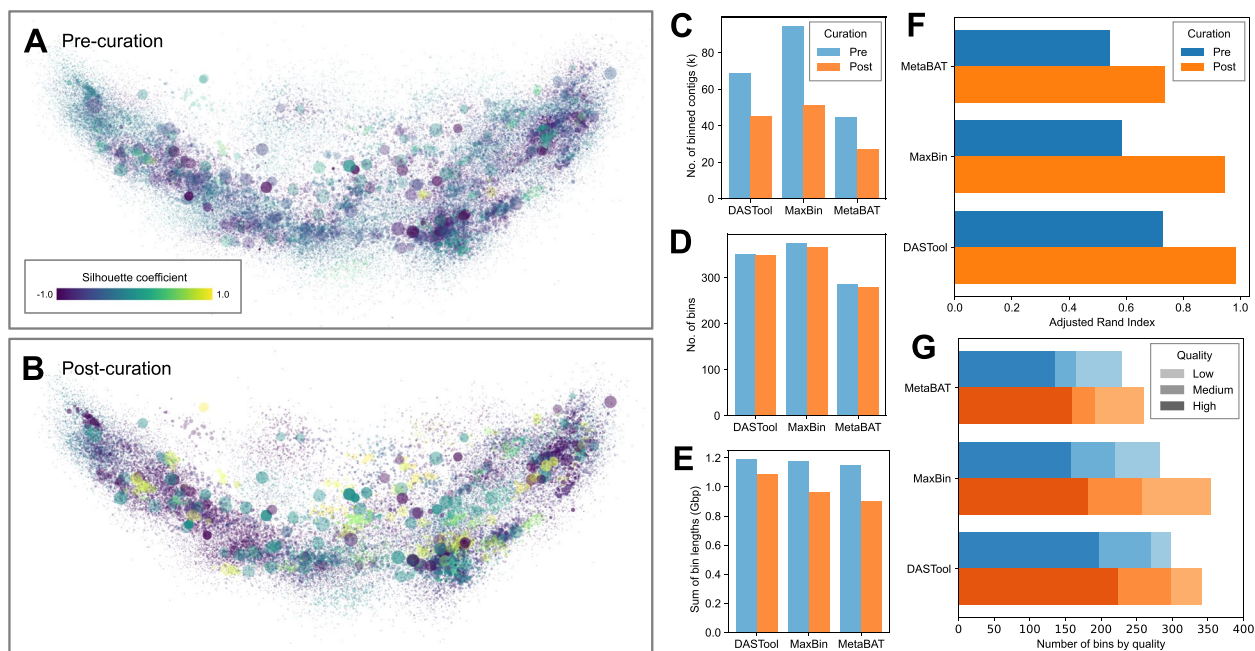 A Pre-curation
Silhouette coefficient
-1.0 1.0
B Post-curation
C
Curation
Pre
Post
No. of binned contigs (k)
80
60
40
20
0
DASTool MaxBin MetaBAT
D
No. of bins
300
200
100
0
DASTool MaxBin MetaBAT
E
Sum of bin lengths (Gbp)
1.2
1.0
0.8
0.6
0.4
0.2
0.0
DASTool MaxBin MetaBAT
F
Curation
Pre
Post
MetaBAT
MaxBin
DASTool
0.0 0.2 0.4 0.6 0.8 1.0
Adjusted Rand Index
G
Quality
Low
Medium
High
MetaBAT
MaxBin
DASTool
0 50 100 150 200 250 300 350 400
Number of bins by quality